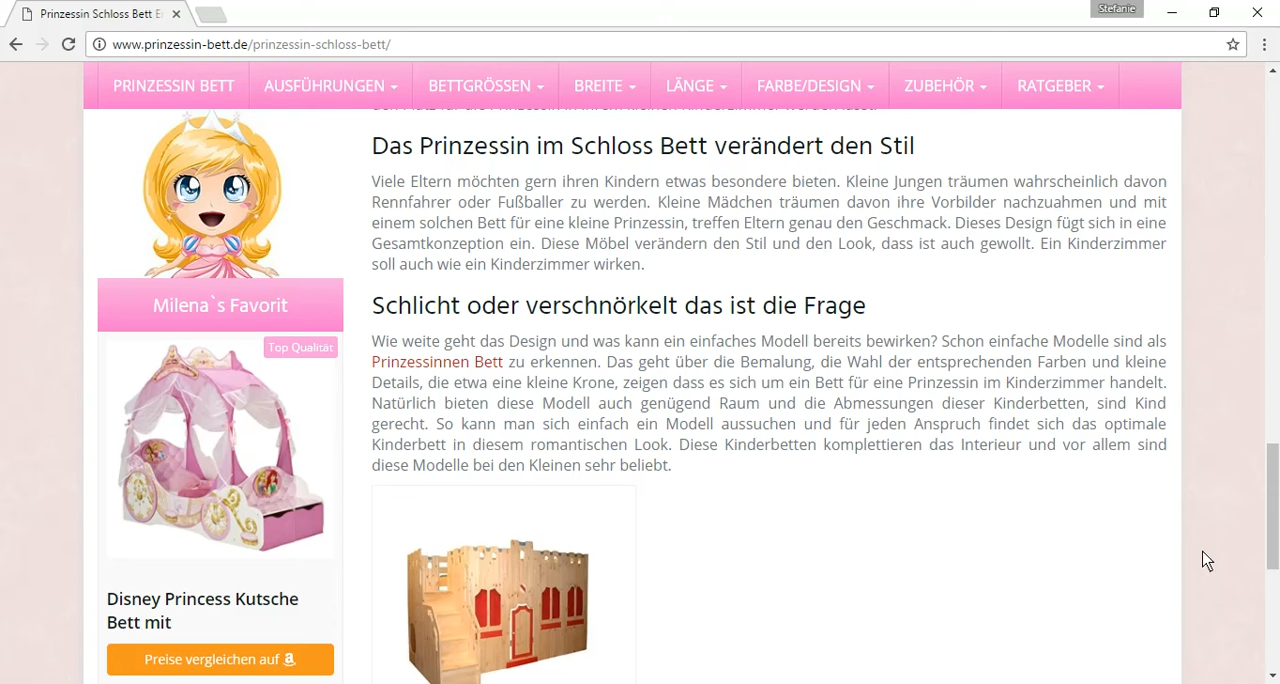 Prinzessin Schloss Bett E
Stefanie
www.prinzessin-bett.de/prinzessin-schloss-bett/
PRINZESSIN BETT AUSFÜHRUNGEN BETTGRÖSSEN BREITE LÄNGE FARBE/DESIGN ZUBEHÖR RATGEBER
Das Prinzessin im Schloss Bett verändert den Stil
Viele Eltern möchten gern ihren Kindern etwas besondere bieten. Kleine Jungen träumen wahrscheinlich davon
Rennfahrer oder Fußballer zu werden. Kleine Mädchen träumen davon ihre Vorbilder nachzuahmen und mit
einem solchen Bett für eine kleine Prinzessin, treffen Eltern genau den Geschmack. Dieses Design fügt sich in eine
Gesamtkonzeption ein. Diese Möbel verändern den Stil und den Look, das ist auch gewollt. Ein Kinderzimmer
soll auch wie ein Kinderzimmer wirken.
Schlicht oder verschnörkelt das ist die Frage
Wie weite geht das Design und was kann ein einfaches Modell bereits bewirken? Schon einfache Modelle sind als
Prinzessinnen Bett zu erkennen. Das geht über die Bemalung, die Wahl der entsprechenden Farben und kleine
Details, die etwa eine kleine Krone, zeigen dass es sich um ein Bett für eine Prinzessin im Kinderzimmer handelt.
Natürlich bieten diese Modell auch genügend Raum und die Abmessungen dieser Kinderbetten, sind Kind
gerecht. So kann man sich einfach ein Modell aussuchen und für jeden Anspruch findet sich das optimale
Kinderbett in diesem romantischen Look. Diese Kinderbetten komplettieren das Interieur und vor allem sind
diese Modelle bei den Kleinen sehr beliebt.
Milena`s Favorit
Top Qualität
Disney Princess Kutsche
Bett mit
Preise vergleichen auf